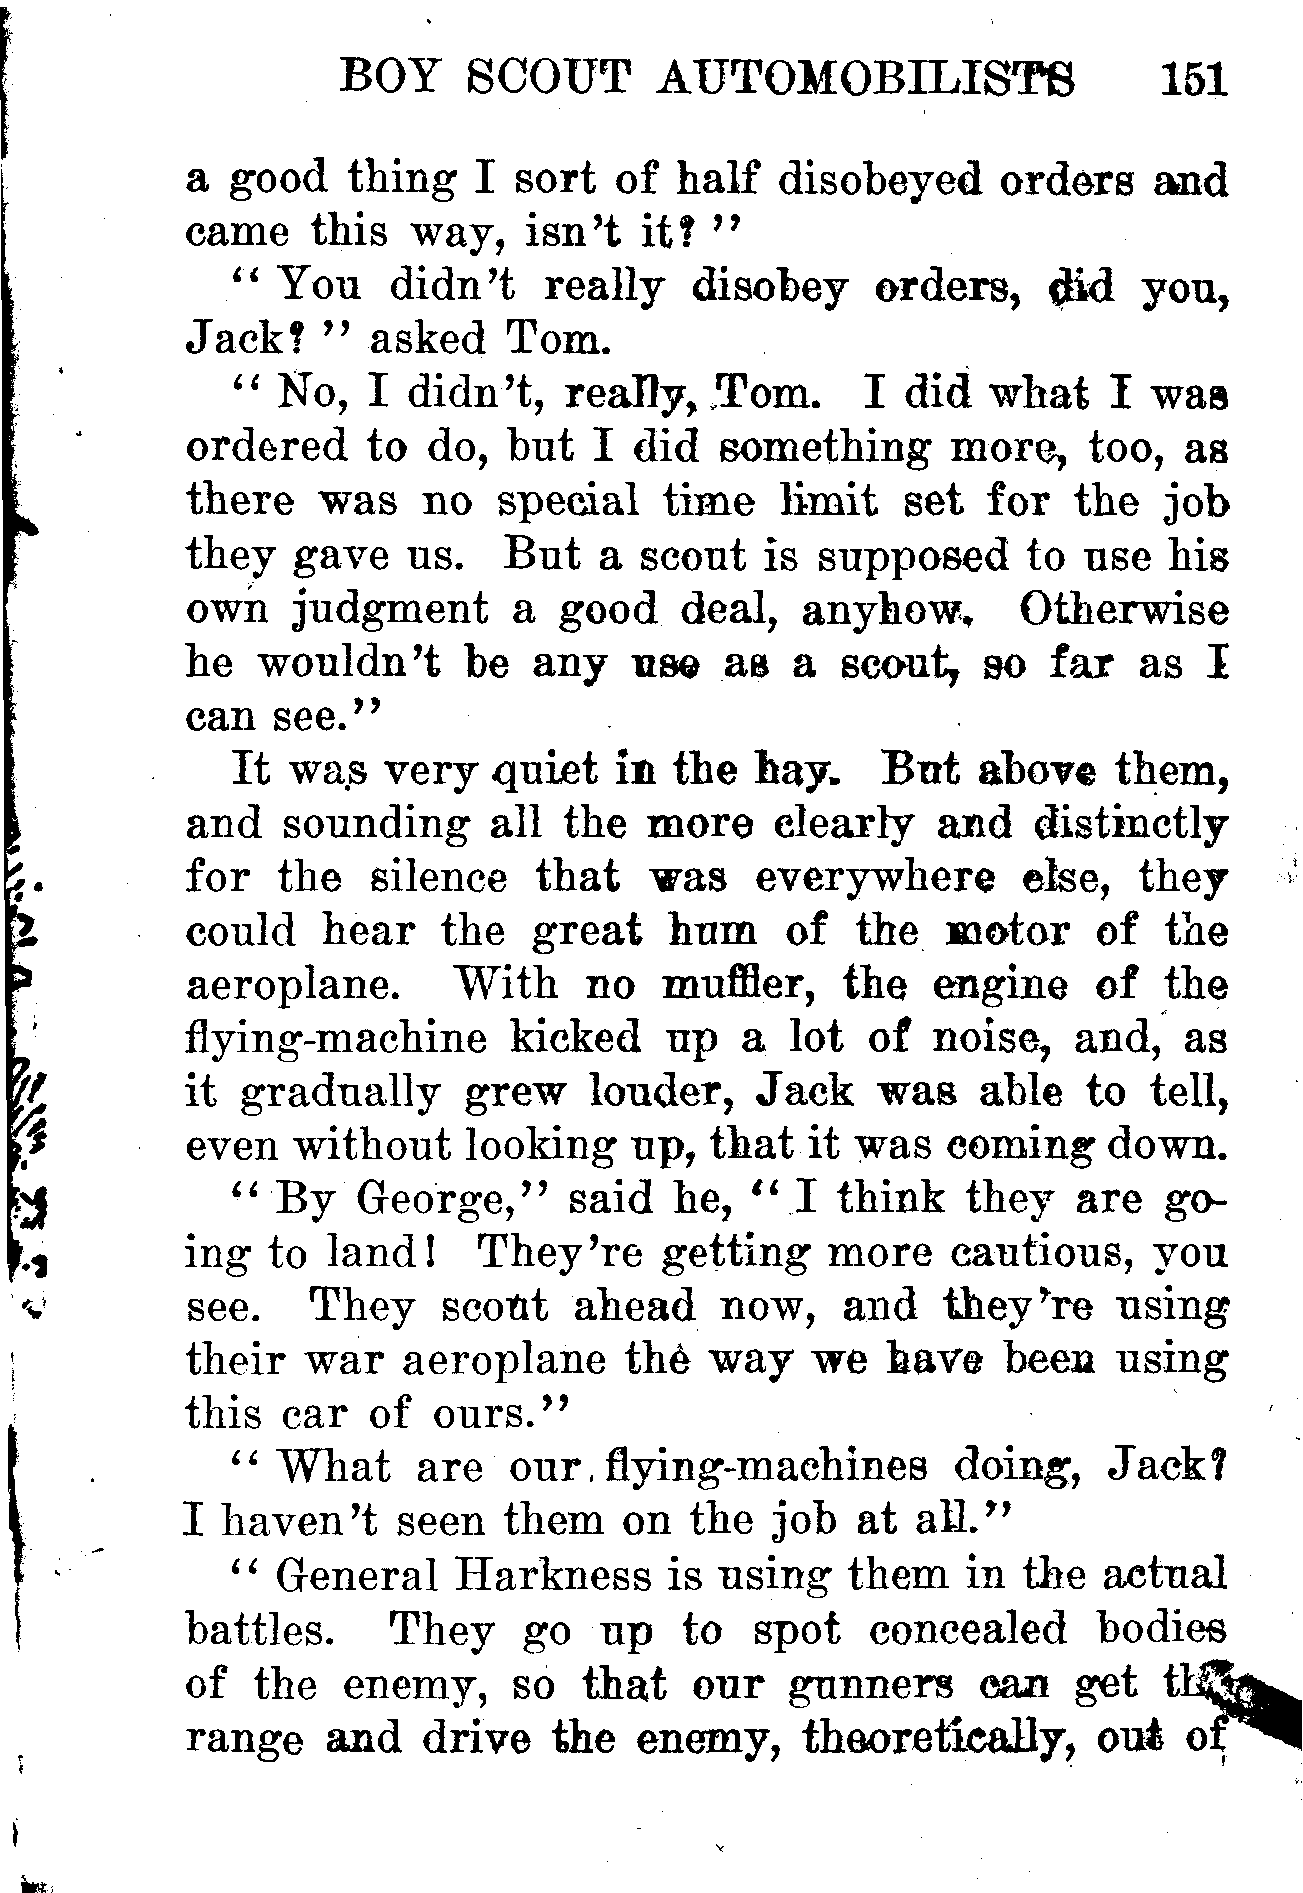 BOY SCOUT AUTOMOBILISTS 151
a good thing I sort of half disobeyed orders and
came this way, isn't it? "
" You didn't really disobey orders, did you,
Jack? " asked Tom.
" No, I didn't, really, Tom. I did what I was
ordered to do, but I did something more, too, as
there was no special time limit set for the job
they gave us. But a scout is supposed to use his
own judgment a good deal, anyhow. Otherwise
he wouldn't be any use as a scout, so far as I
can see."
It was very quiet in the hay. But above them,
and sounding all the more clearly and distinctly
for the silence that was everywhere else, they
could hear the great hum of the motor of the
aeroplane. With no muffler, the engine of the
flying-machine kicked up a lot of noise, and, as
it gradually grew louder, Jack was able to tell,
even without looking up, that it was coming down.
" By George," said he, " I think they are go-
ing to land! They're getting more cautious, you
see. They scout ahead now, and they're using
their war aeroplane the way we have been using
this car of ours."
" What are our flying-machines doing, Jack?
I haven't seen them on the job at all."
" General Harkness is using them in the actual
battles. They go up to spot concealed bodies
of the enemy, so that our gunners can get the
range and drive the enemy, theoretically, out of